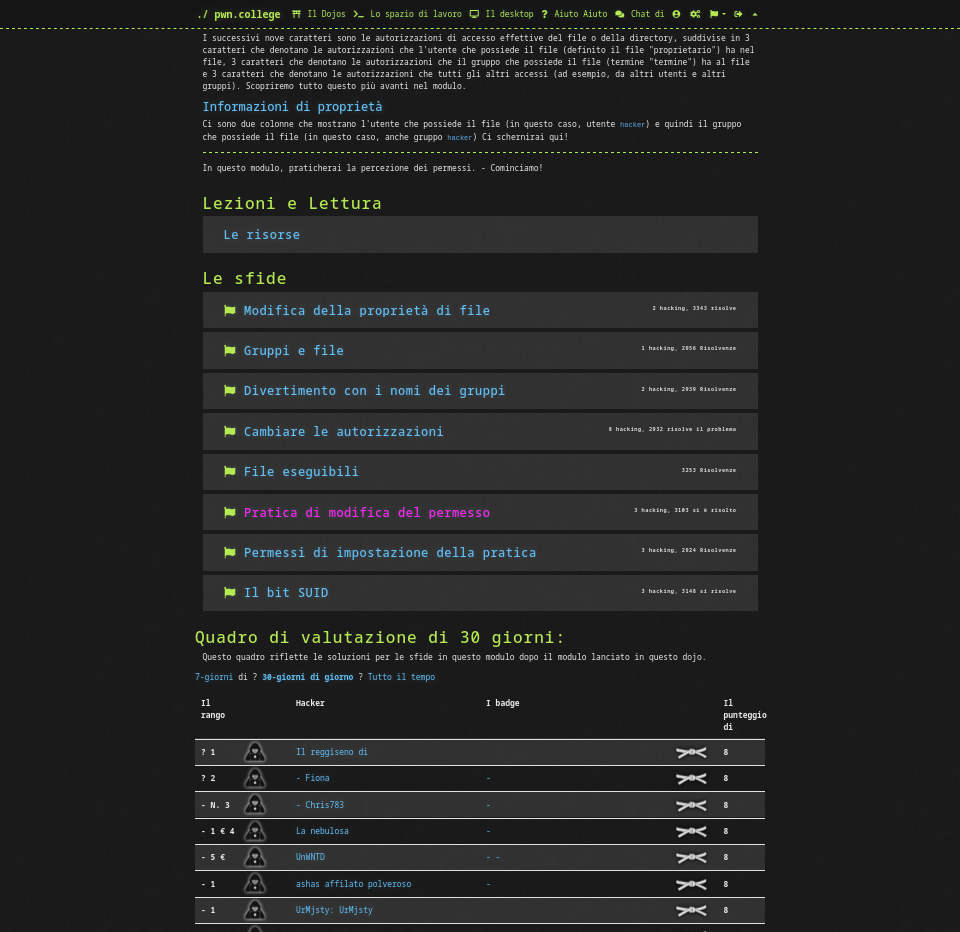 ./ pwn.college Il Dojos Lo spazio di lavoro Il desktop Aiuto Aiuto Chat di
I successivi nove caratteri sono le autorizzazioni di accesso effettive del file o della directory, suddivise in 3
caratteri che denotano le autorizzazioni che l'utente che possiede il file (definito il file "proprietario") ha nel
file, 3 caratteri che denotano le autorizzazioni che il gruppo che possiede il file (termine "termine") ha al file
e 3 caratteri che denotano le autorizzazioni che tutti gli altri accessi (ad esempio, da altri utenti e altri
gruppi). Scopriremo tutto questo più avanti nel modulo.
Informazioni di proprietà
Ci sono due colonne che mostrano l'utente che possiede il file (in questo caso, utente hacker) e quindi il gruppo
che possiede il file (in questo caso, anche gruppo hacker) Ci schernirai qui!
In questo modulo, praticherai la percezione dei permessi. - Cominciamo!
Lezioni e Lettura
Le risorse
Le sfide
Modifica della proprietà di file 2 hacking, 3343 risolve
Gruppi e file 1 hacking, 2956 Risolvenze
Divertimento con i nomi dei gruppi 2 hacking, 2939 Risolvenze
Cambiare le autorizzazioni 8 hacking, 2932 risolve il problema
File eseguibili 3253 Risolvenze
Pratica di modifica del permesso 3 hacking, 3103 si è risolto
Permessi di impostazione della pratica 3 hacking, 2924 Risolvenze
Il bit SUID 3 hacking, 3148 si risolve
Quadro di valutazione di 30 giorni:
Questo quadro riflette le soluzioni per le sfide in questo modulo dopo il modulo lanciato in questo dojo.
7-giorni di ? 30-giorni di giorno ? Tutto il tempo
Il rango Hacker I badge Il punteggio di
? 1 Il reggiseno di 8
? 2 - Fiona - 8
- N. 3 - Chris783 - 8
- 1 € 4 La nebulosa - 8
- 5 € UnWNTD - - 8
- 1 ashas affilato polveroso - 8
- 1 UrMjsty: UrMjsty 8